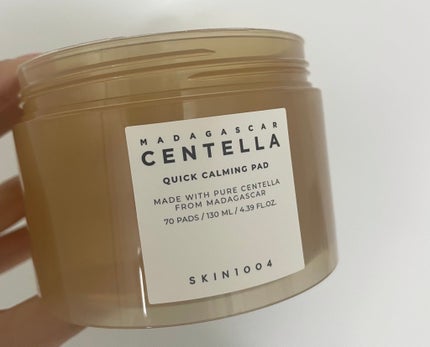 MADAGASCAR
CENTELLA
QUICK CALMING PAD
MADE WITH PURE CENTELLA
FROM MADAGASCAR
70 PADS / 130 ML / 4.39 FL.OZ.
SKIN1004